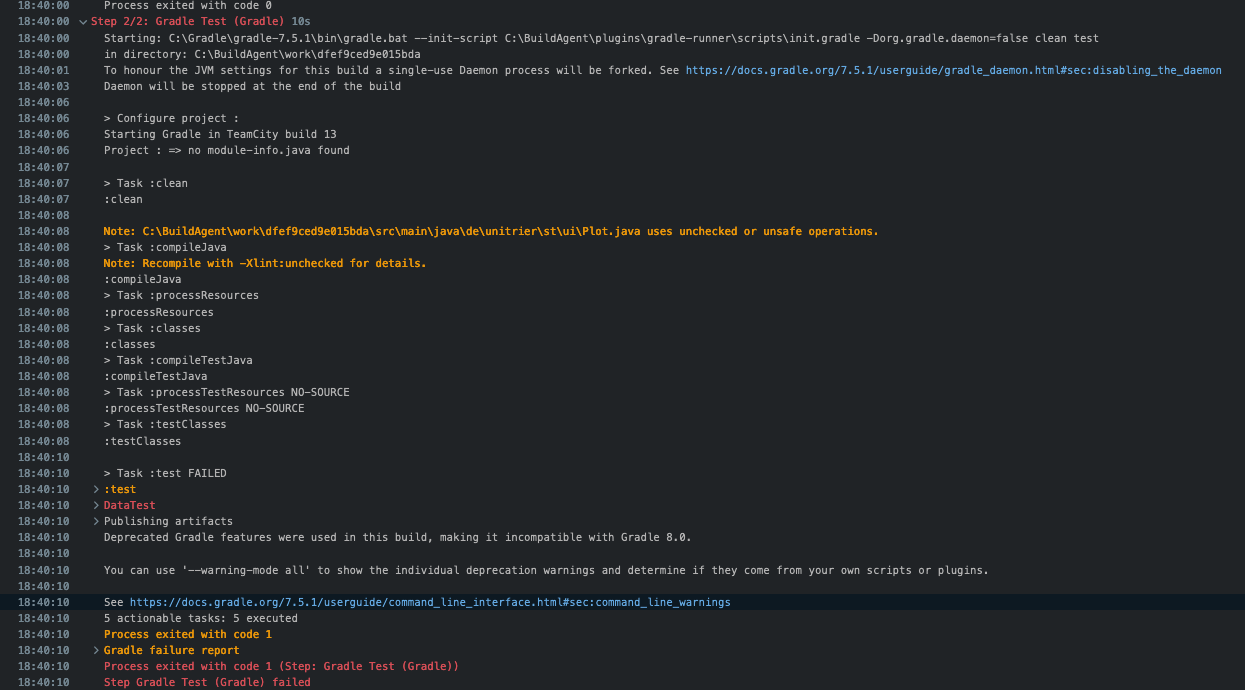 18:40:00 Process exited with code 0
18:40:00 Step 2/2: Gradle Test (Gradle) 10s
18:40:00 Starting: C:\Gradle\gradle-7.5.1\bin\gradle.bat --init-script C:\BuildAgent\plugins\gradle-runner\scripts\init.gradle -Dorg.gradle.daemon=false clean test
18:40:00 in directory: C:\BuildAgent\work\dfef9ced9e015bda
18:40:01 To honour the JVM settings for this build a single-use Daemon process will be forked. See https://docs.gradle.org/7.5.1/userguide/gradle_daemon.html#sec:disabling_the_daemon
18:40:03 Daemon will be stopped at the end of the build
18:40:06
18:40:06 > Configure project :
18:40:06 Starting Gradle in TeamCity build 13
18:40:06 Project : => no module-info.java found
18:40:07
18:40:07 > Task :clean
18:40:07 :clean
18:40:08
18:40:08 Note: C:\BuildAgent\work\dfef9ced9e015bda\src\main\java\de\unitrier\st\ui\Plot.java uses unchecked or unsafe operations.
18:40:08 > Task :compileJava
18:40:08 Note: Recompile with -Xlint:unchecked for details.
18:40:08 :compileJava
18:40:08 > Task :processResources
18:40:08 :processResources
18:40:08 > Task :classes
18:40:08 :classes
18:40:08 > Task :compileTestJava
18:40:08 :compileTestJava
18:40:08 > Task :processTestResources NO-SOURCE
18:40:08 :processTestResources NO-SOURCE
18:40:08 > Task :testClasses
18:40:08 :testClasses
18:40:10
18:40:10 > Task :test FAILED
18:40:10 :test
18:40:10 DataTest
18:40:10 Publishing artifacts
18:40:10 Deprecated Gradle features were used in this build, making it incompatible with Gradle 8.0.
18:40:10
18:40:10 You can use '--warning-mode all' to show the individual deprecation warnings and determine if they come from your own scripts or plugins.
18:40:10
18:40:10 See https://docs.gradle.org/7.5.1/userguide/command_line_interface.html#sec:command_line_warnings
18:40:10 5 actionable tasks: 5 executed
18:40:10 Process exited with code 1
18:40:10 Gradle failure report
18:40:10 Process exited with code 1 (Step: Gradle Test (Gradle))
18:40:10 Step Gradle Test (Gradle) failed